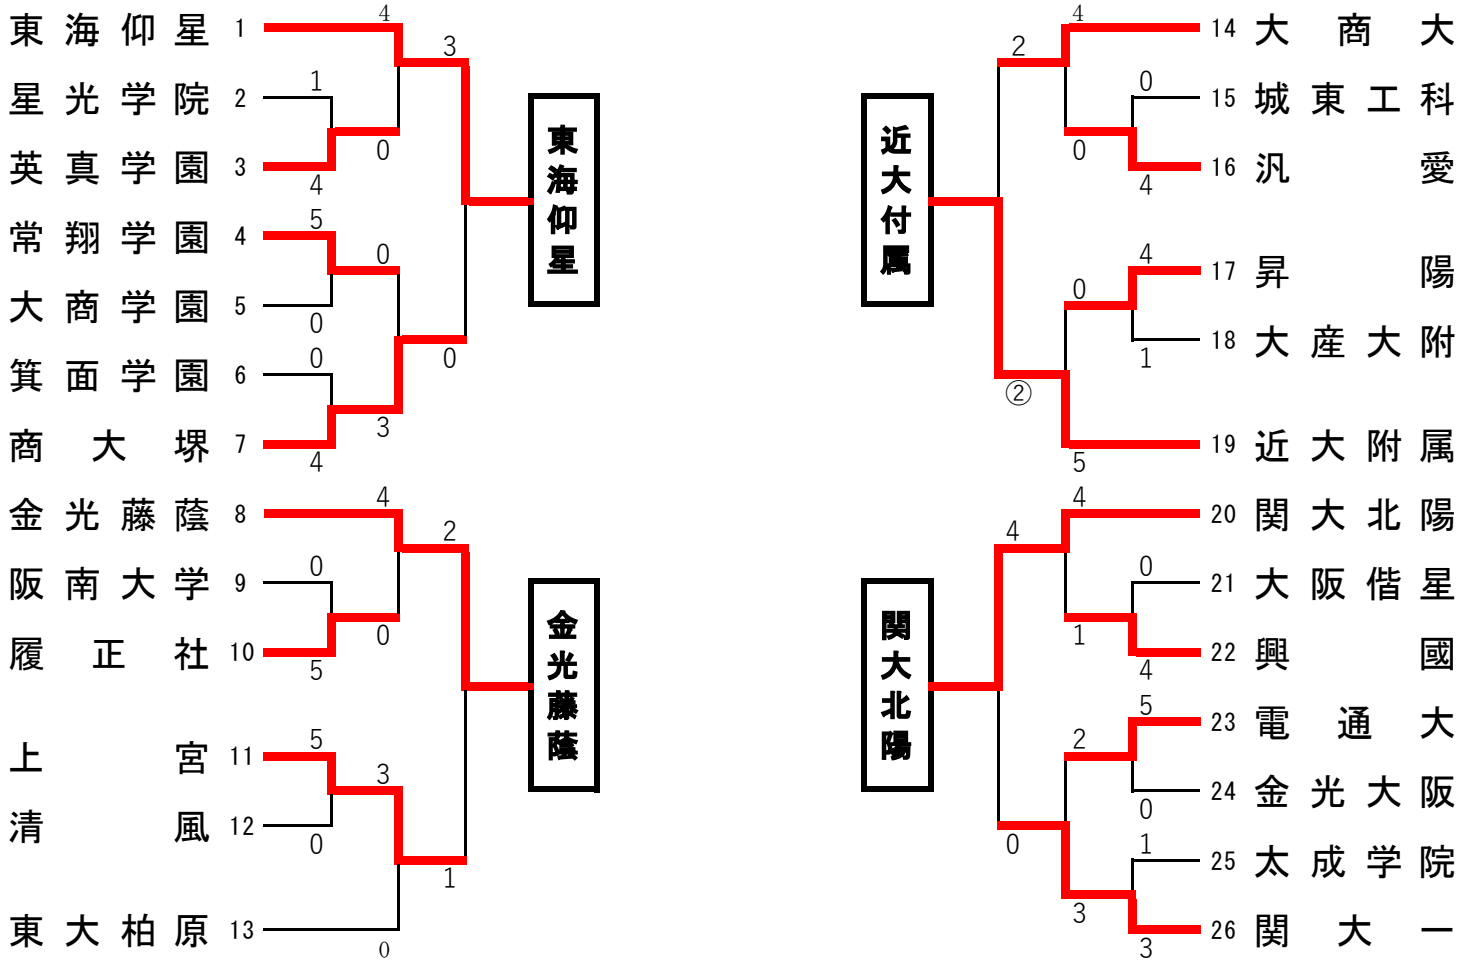 4
東海仰星 1
3
1
星光学院 2
0
英真学園 3
4
5
常翔学園 4
0
大商学園 5
0
0
0
箕面学園 6
3
商大堺 7
4
東海仰星
4
金光藤蔭 8
2
0
阪南大学 9
0
履正社 10
5
5
上宮 11
3
清風 12
0
1
東大柏原 13
0
金光藤蔭
4
14 大商大
2
0
15 城東工科
0
16 汎愛
4
4
17 昇陽
0
18 大産大附
1
②
19 近大附属
5
近大付属
4
20 関大北陽
4
0
21 大阪偕星
1
22 興國
4
5
23 電通大
2
24 金光大阪
0
1
0
25 太成学院
3
26 関大一
3
関大北陽